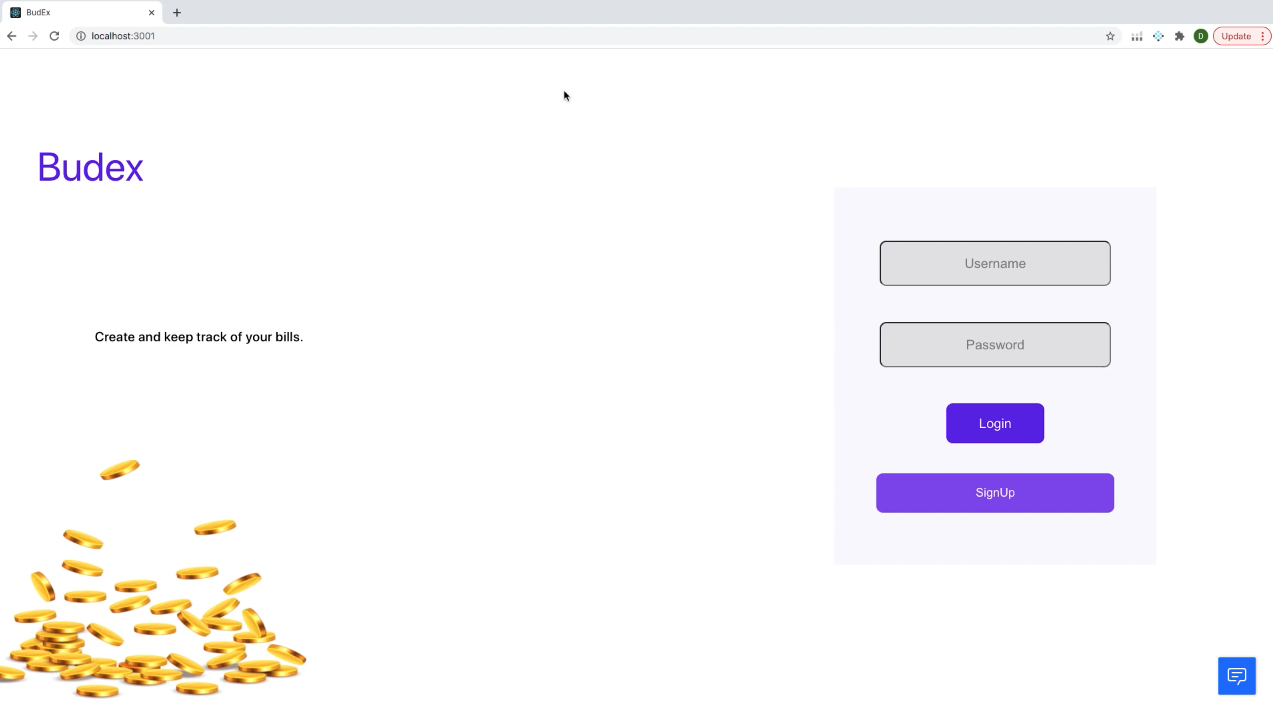 BudEx
localhost:3001
D
Update
Budex
Username
Create and keep track of your bills.
Password
Login
SignUp